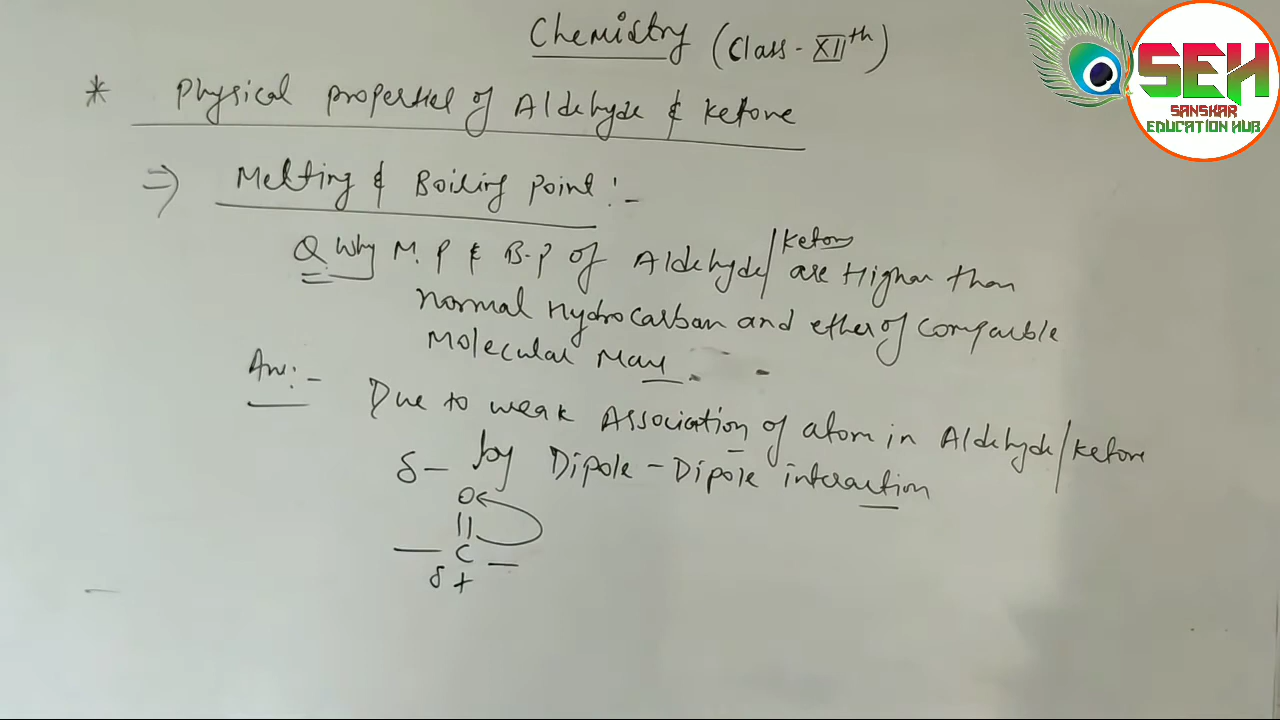 Chemistry (Class - XIIth)
SEH
SANSKAR
EDUCATION HUB
* Physical properties of Aldehyde & Ketone
⇒ Melting & Boiling Point :-
Q. Why M.P & B.P of Aldehyde/Ketone are Higher than
normal Hydrocarban and ether of Comparble
Molecular Mass.
Ans:- Due to weak Association of atom in Aldehyde/Ketone
by Dipole - Dipole interaction
δ-
O
||
— C —
δ+